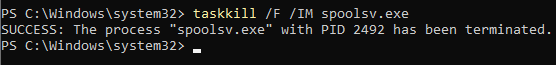 PS C:\Windows\system32> taskkill /F /IM spoolsv.exe
SUCCESS: The process "spoolsv.exe" with PID 2492 has been terminated.
PS C:\Windows\system32>